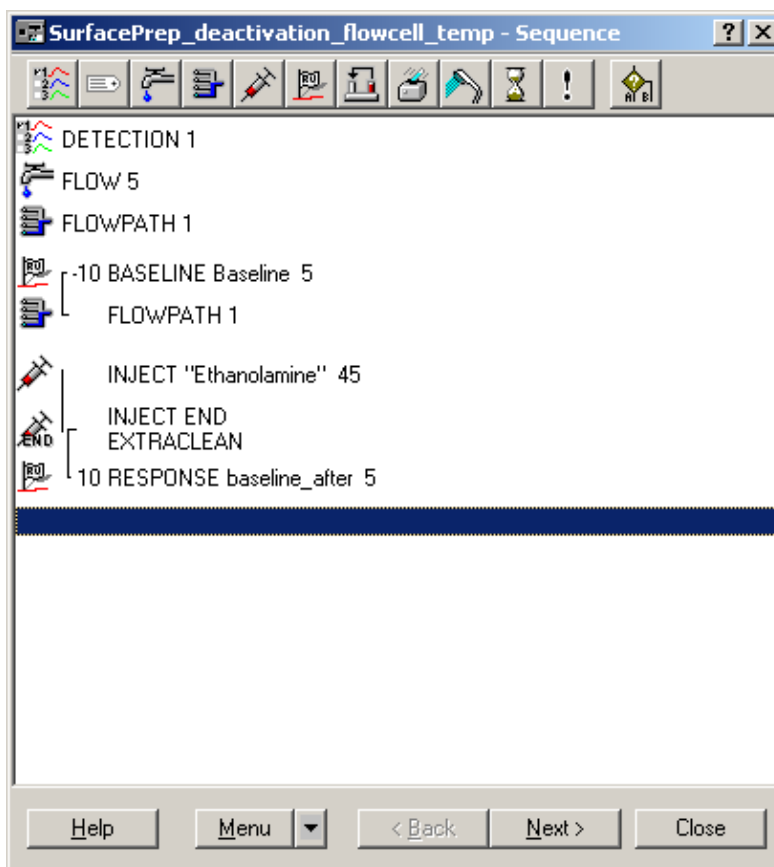 SurfacePrep_deactivation_flowcell_temp - Sequence
DETECTION 1
FLOW 5
FLOWPATH 1
-10 BASELINE Baseline 5
FLOWPATH 1
INJECT "Ethanolamine" 45
INJECT END
END
EXTRACLEAN
10 RESPONSE baseline_after 5
Help Menu < Back Next > Close